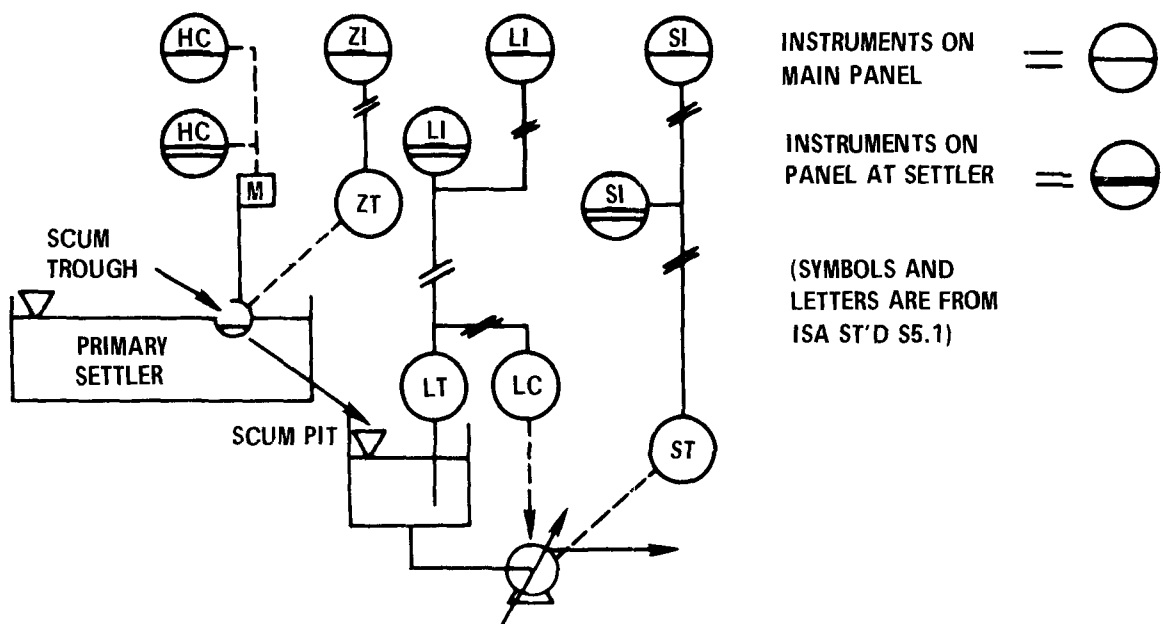 HC
ZI
LI
SI
INSTRUMENTS ON
MAIN PANEL
=
HC
LI
INSTRUMENTS ON
PANEL AT SETTLER
=
M
ZT
SI
SCUM
TROUGH
(SYMBOLS AND
LETTERS ARE FROM
ISA ST'D S5.1)
PRIMARY
SETTLER
LT
LC
SCUM PIT
ST